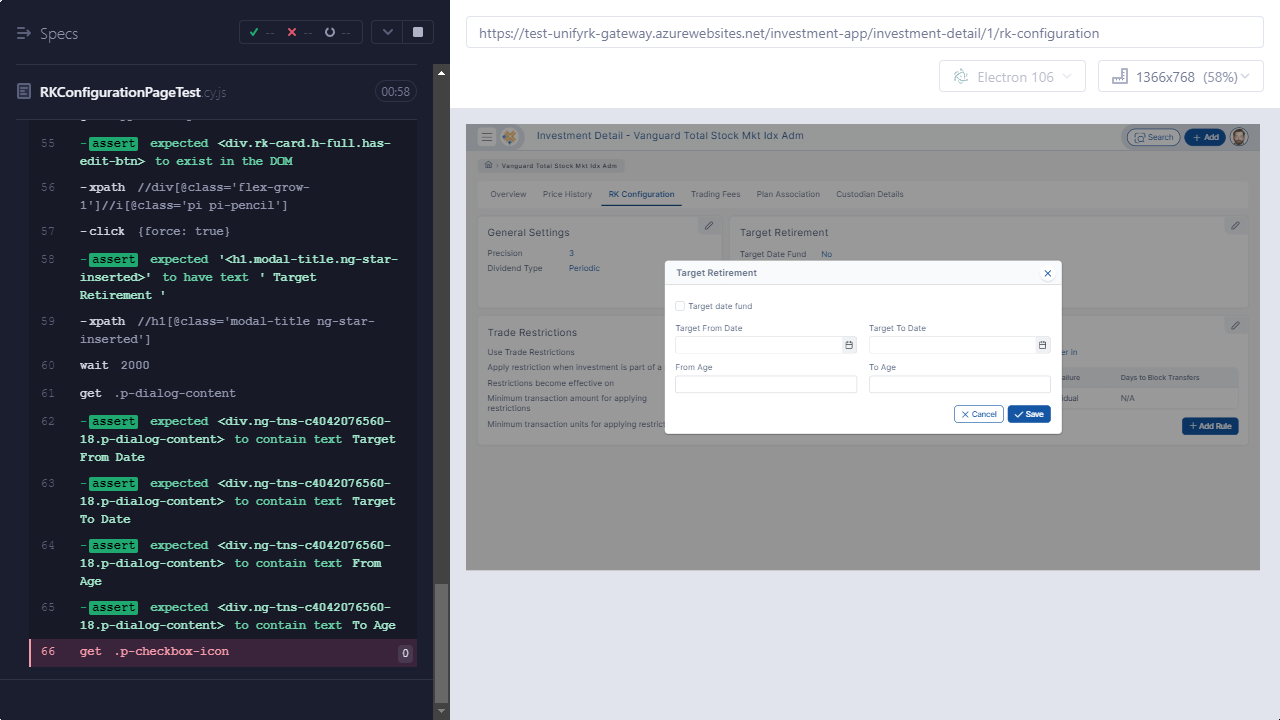 Specs
-- -- --
RKConfigurationPageTest.cy.js
00:58
55 -assert expected <div.rk-card.h-full.has-
edit-btn> to exist in the DOM
56 -xpath //div[@class='flex-grow-
1']//i[@class='pi pi-pencil']
57 -click {force: true}
58 -assert expected '<h1.modal-title.ng-star-
inserted>' to have text ' Target
Retirement '
59 -xpath //h1[@class='modal-title ng-star-
inserted']
60 wait 2000
61 get .p-dialog-content
62 -assert expected <div.ng-tns-c4042076560-
18.p-dialog-content> to contain text Target
From Date
63 -assert expected <div.ng-tns-c4042076560-
18.p-dialog-content> to contain text Target
To Date
64 -assert expected <div.ng-tns-c4042076560-
18.p-dialog-content> to contain text From
Age
65 -assert expected <div.ng-tns-c4042076560-
18.p-dialog-content> to contain text To Age
66 get .p-checkbox-icon 0
https://test-unifyrk-gateway.azurewebsites.net/investment-app/investment-detail/1/rk-configuration
Electron 106
1366x768 (58%)
Investment Detail - Vanguard Total Stock Mkt Idx Adm
Search
+ Add
Vanguard Total Stock Mkt Idx Adm
Overview Price History RK Configuration Trading Fees Plan Association Custodian Details
General Settings
Precision 3
Dividend Type Periodic
Target Retirement
Target Date Fund No
Trade Restrictions
Use Trade Restrictions
Apply restriction when investment is part of a
Restrictions become effective on
Minimum transaction amount for applying
restrictions
Minimum transaction units for applying restrict
er in
ailure Days to Block Transfers
idual N/A
+ Add Rule
Target Retirement
Target date fund
Target From Date Target To Date
From Age To Age
Cancel Save